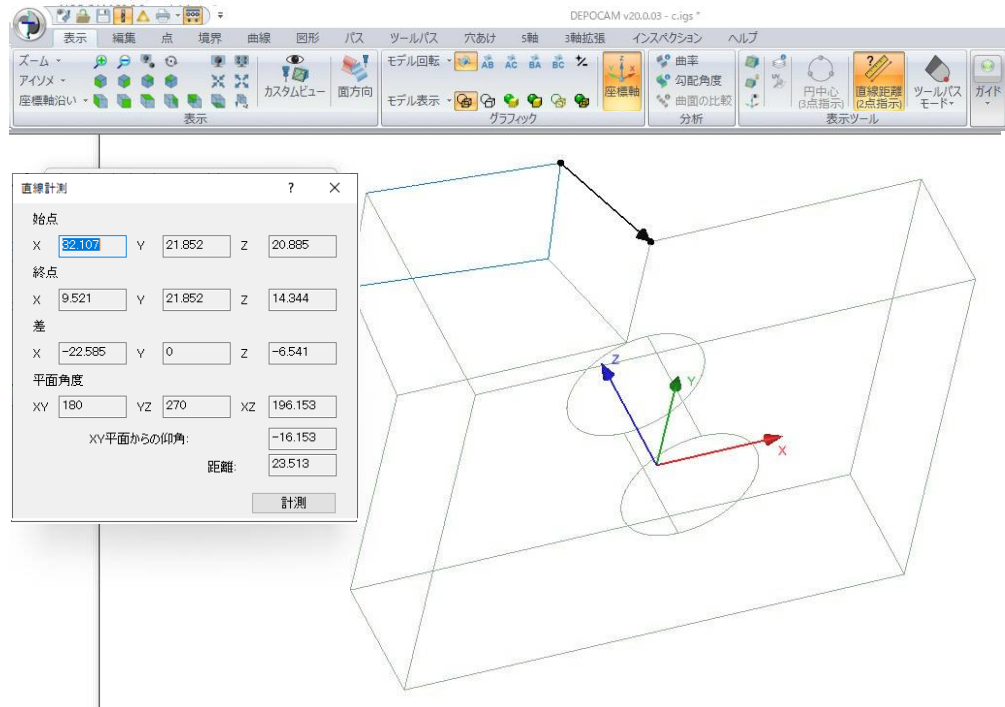 DEPOCAM v20.0.03 - c.igs *
表示 編集 点 境界 曲線 図形 パス ツールパス 穴あけ 5軸 3軸拡張 インスペクション ヘルプ
ズーム
アイソメ
座標軸沿い
カスタムビュー
面方向
表示
モデル回転
AB AC BA BC
モデル表示
座標軸
グラフィック
曲率
勾配角度
曲面の比較
分析
円中心
(3点指示)
直線距離
(2点指示)
ツールパス
モード
表示ツール
ガイド
直線計測 ? ×
始点
X 32.107 Y 21.852 Z 20.885
終点
X 9.521 Y 21.852 Z 14.344
差
X -22.585 Y 0 Z -6.541
平面角度
XY 180 YZ 270 XZ 196.153
XY平面からの仰角: -16.153
距離: 23.513
計測
Z
Y
X